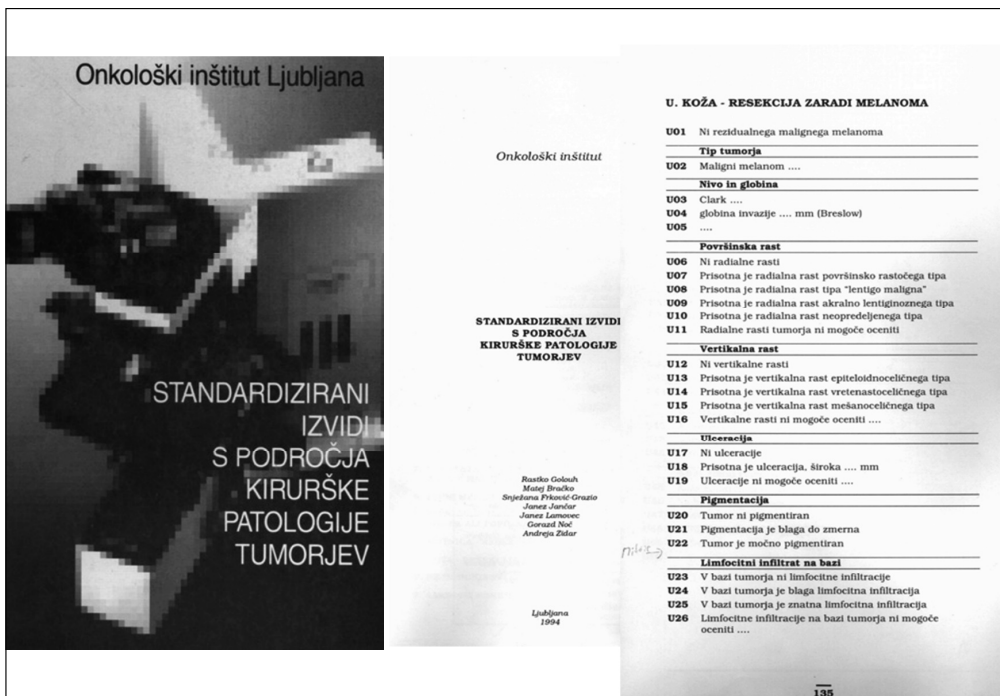 Onkološki inštitut Ljubljana
STANDARDIZIRANI
IZVIDI
S PODROČJA
KIRURŠKE
PATOLOGIJE
TUMORJEV
Onkološki inštitut
STANDARDIZIRANI IZVIDI
S PODROČJA
KIRURŠKE PATOLOGIJE
TUMORJEV
Rastko Golouh
Matej Bračko
Snježana Frković-Grazio
Janez Jančar
Janez Lamovec
Gorazd Noč
Andreja Zidar
Ljubljana
1994
U. KOŽA - RESEKCIJA ZARADI MELANOMA
U01 Ni rezidualnega malignega melanoma
Tip tumorja
U02 Maligni melanom ....
Nivo in globina
U03 Clark ....
U04 globina invazije .... mm (Breslow)
U05 ....
Površinska rast
U06 Ni radialne rasti
U07 Prisotna je radialna rast površinsko rastočega tipa
U08 Prisotna je radialna rast tipa "lentigo maligna"
U09 Prisotna je radialna rast akralno lentiginoznega tipa
U10 Prisotna je radialna rast neopredeljenega tipa
U11 Radialne rasti tumorja ni mogoče oceniti
Vertikalna rast
U12 Ni vertikalne rasti
U13 Prisotna je vertikalna rast epiteloidnoceličnega tipa
U14 Prisotna je vertikalna rast vretenastoceličnega tipa
U15 Prisotna je vertikalna rast mešanoceličnega tipa
U16 Vertikalne rasti ni mogoče oceniti ....
Ulceracija
U17 Ni ulceracije
U18 Prisotna je ulceracija, široka .... mm
U19 Ulceracije ni mogoče oceniti ....
Pigmentacija
U20 Tumor ni pigmentiran
U21 Pigmentacija je blaga do zmerna
U22 Tumor je močno pigmentiran
Limfocitni infiltrat na bazi
U23 V bazi tumorja ni limfocitne infiltracije
U24 V bazi tumorja je blaga limfocitna infiltracija
U25 V bazi tumorja je znatna limfocitna infiltracija
U26 Limfocitne infiltracije na bazi tumorja ni mogoče
oceniti ....
135